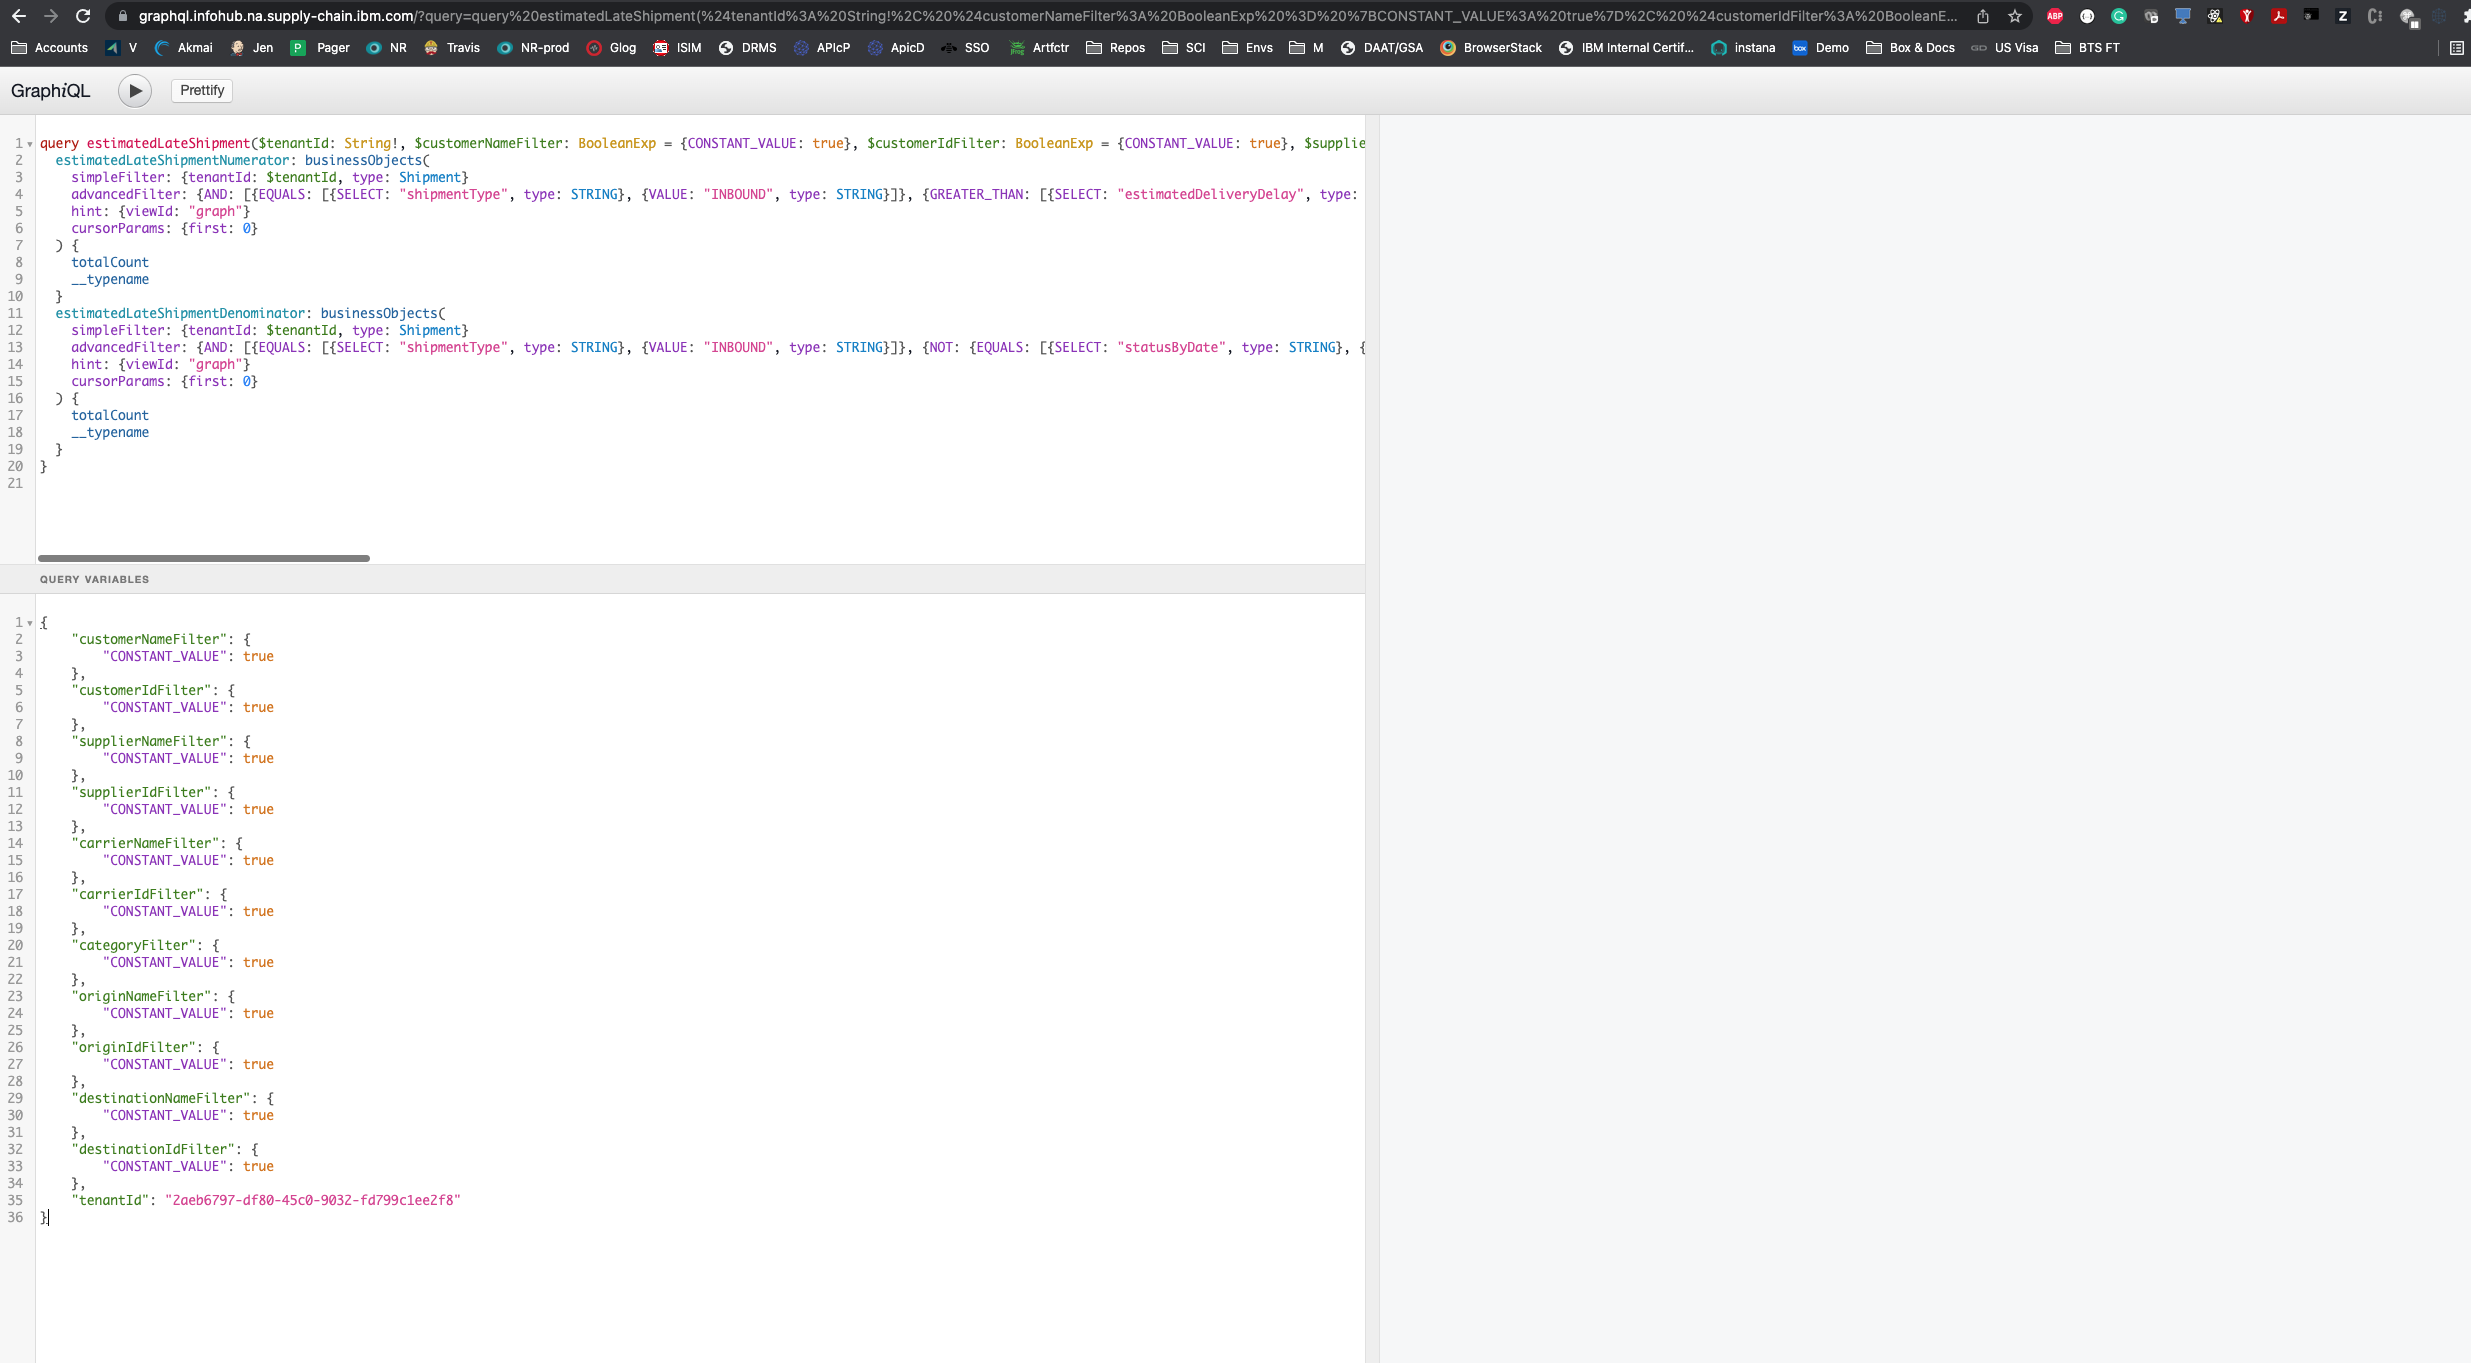 graphql.infohub.na.supply-chain.ibm.com/?query=query%20estimatedLateShipment(%24tenantId%3A%20String!%2C%20%24customerNameFilter%3A%20BooleanExp%20%3D%20%7BCONSTANT_VALUE%3A%20true%7D%2C%20%24customerIdFilter%3A%20BooleanE...
Accounts V Akmai Jen Pager NR Travis NR-prod Glog ISIM DRMS APIcP ApicD SSO Artfctr Repos SCI Envs M DAAT/GSA BrowserStack IBM Internal Certif... instana Demo Box & Docs US Visa BTS FT
GraphiQL Prettify
1 query estimatedLateShipment($tenantId: String!, $customerNameFilter: BooleanExp = {CONSTANT_VALUE: true}, $customerIdFilter: BooleanExp = {CONSTANT_VALUE: true}, $supplie
2 estimatedLateShipmentNumerator: businessObjects(
3 simpleFilter: {tenantId: $tenantId, type: Shipment}
4 advancedFilter: {AND: [{EQUALS: [{SELECT: "shipmentType", type: STRING}, {VALUE: "INBOUND", type: STRING}]}, {GREATER_THAN: [{SELECT: "estimatedDeliveryDelay", type:
5 hint: {viewId: "graph"}
6 cursorParams: {first: 0}
7 ) {
8 totalCount
9 __typename
10 }
11 estimatedLateShipmentDenominator: businessObjects(
12 simpleFilter: {tenantId: $tenantId, type: Shipment}
13 advancedFilter: {AND: [{EQUALS: [{SELECT: "shipmentType", type: STRING}, {VALUE: "INBOUND", type: STRING}]}, {NOT: {EQUALS: [{SELECT: "statusByDate", type: STRING}, {
14 hint: {viewId: "graph"}
15 cursorParams: {first: 0}
16 ) {
17 totalCount
18 __typename
19 }
20 }
21
QUERY VARIABLES
1 {
2 "customerNameFilter": {
3 "CONSTANT_VALUE": true
4 },
5 "customerIdFilter": {
6 "CONSTANT_VALUE": true
7 },
8 "supplierNameFilter": {
9 "CONSTANT_VALUE": true
10 },
11 "supplierIdFilter": {
12 "CONSTANT_VALUE": true
13 },
14 "carrierNameFilter": {
15 "CONSTANT_VALUE": true
16 },
17 "carrierIdFilter": {
18 "CONSTANT_VALUE": true
19 },
20 "categoryFilter": {
21 "CONSTANT_VALUE": true
22 },
23 "originNameFilter": {
24 "CONSTANT_VALUE": true
25 },
26 "originIdFilter": {
27 "CONSTANT_VALUE": true
28 },
29 "destinationNameFilter": {
30 "CONSTANT_VALUE": true
31 },
32 "destinationIdFilter": {
33 "CONSTANT_VALUE": true
34 },
35 "tenantId": "2aeb6797-df80-45c0-9032-fd799c1ee2f8"
36 }